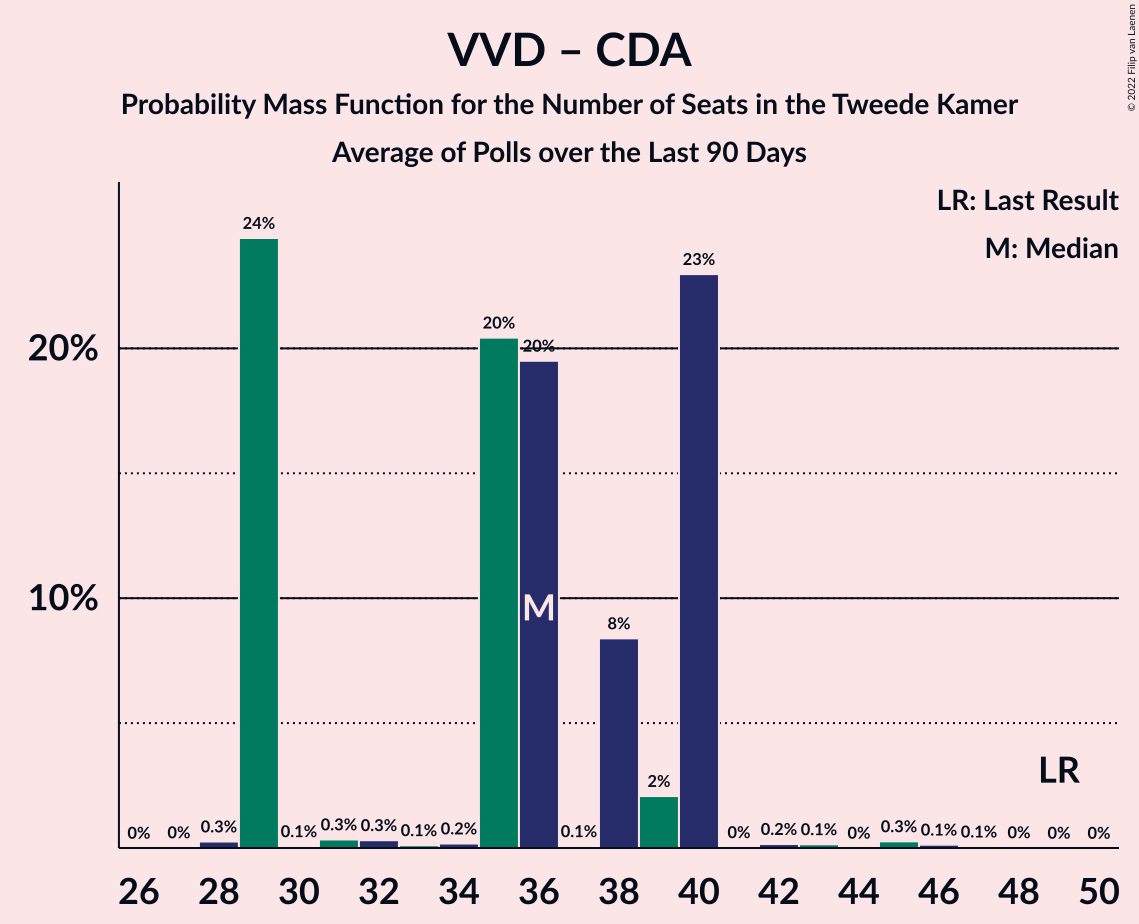 VVD – CDA
Probability Mass Function for the Number of Seats in the Tweede Kamer
Average of Polls over the Last 90 Days
© 2022 Filip van Laenen
LR: Last Result
M: Median
24%
23%
20%
20%
20%
10%
M
8%
LR
2%
0% 0% 0.3% 0.1% 0.3% 0.3% 0.1% 0.2% 0.1% 0% 0.2% 0.1% 0% 0.3% 0.1% 0.1% 0% 0% 0%
26 28 30 32 34 36 38 40 42 44 46 48 50